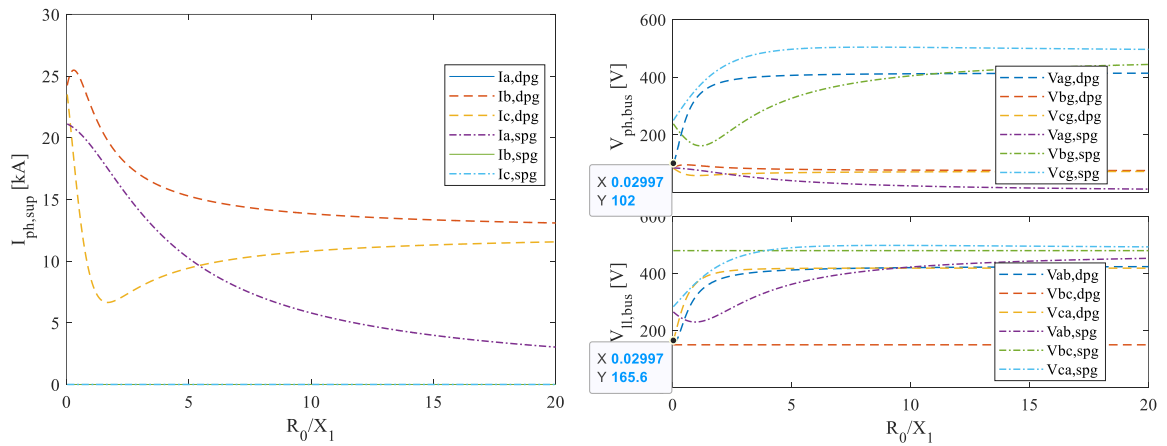 30
25
20
15
10
5
0
I_ph,sup [kA]
Ia,dpg
Ib,dpg
Ic,dpg
Ia,spg
Ib,spg
Ic,spg
0 5 10 15 20
R_0/X_1
600
400
200
V_ph,bus [V]
Vag,dpg
Vbg,dpg
Vcg,dpg
Vag,spg
Vbg,spg
Vcg,spg
X 0.02997
Y 102
600
400
200
V_ll,bus [V]
Vab,dpg
Vbc,dpg
Vca,dpg
Vab,spg
Vbc,spg
Vca,spg
X 0.02997
Y 165.6
0 5 10 15 20
R_0/X_1